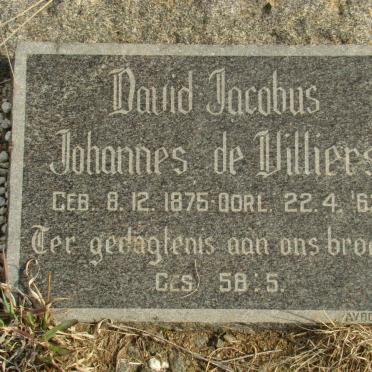 David Jacobus
Johannes de Villiers
GEB. 8.12.1875 OORL. 22.4.'6
Ter gedagtenis aan ons broe
GES. 58:5.